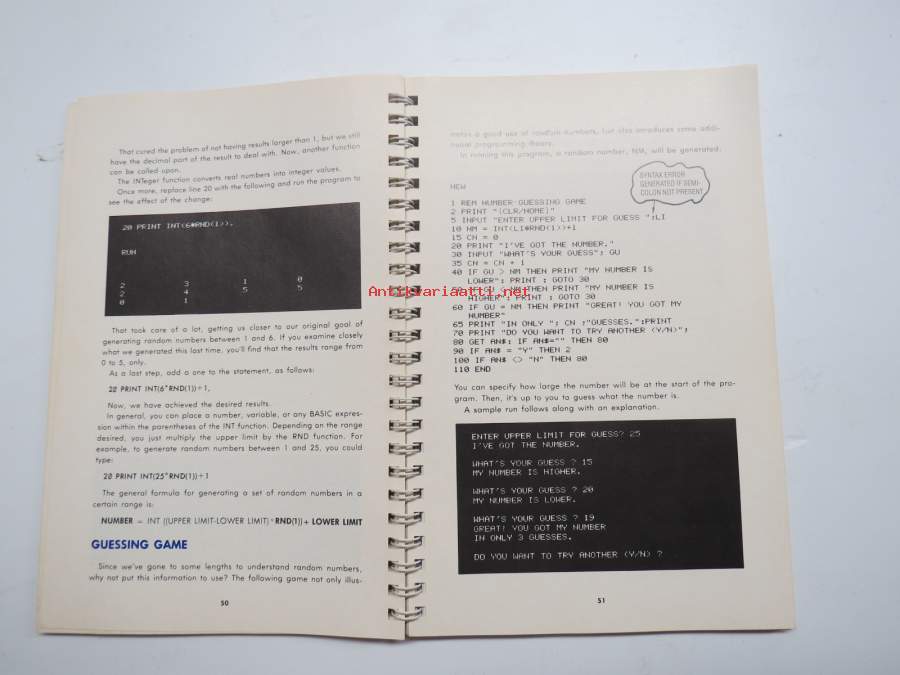 That cured the problem of not having results larger than 1, but we still
have the decimal part of the result to deal with. Now, another function
can be called upon.
The INTeger function converts real numbers into integer values.
Once more, replace line 20 with the following and run the program to
see the effect of the change:
20 PRINT INT(6*RND(1)),
RUN
2 3 1 0
2 4 5 5
0 1
That took care of a lot, getting us closer to our original goal of
generating random numbers between 1 and 6. If you examine closely
what we generated this last time, you'll find that the results range from
0 to 5, only.
As a last step, add a one to the statement, as follows:
20 PRINT INT(6*RND(1))+1,
Now, we have achieved the desired results.
In general, you can place a number, variable, or any BASIC expres-
sion within the parentheses of the INT function. Depending on the range
desired, you just multiply the upper limit by the RND function. For
example, to generate random numbers between 1 and 25, you could
type:
20 PRINT INT(25*RND(1))+1
The general formula for generating a set of random numbers in a
certain range is:
NUMBER = INT ((UPPER LIMIT-LOWER LIMIT)*RND(1))+ LOWER LIMIT
GUESSING GAME
Since we've gone to some lengths to understand random numbers,
why not put this information to use? The following game not only illus-
50
trates a good use of random numbers, but also introduces some addi-
tional programming theory.
In running this program, a random number, NM, will be generated.
SYNTAX ERROR
GENERATED IF SEMI-
COLON NOT PRESENT
NEW
1 REM NUMBER GUESSING GAME
2 PRINT "{CLR/HOME}"
5 INPUT "ENTER UPPER LIMIT FOR GUESS ";LI
10 NM = INT(LI*RND(1))+1
15 CN = 0
20 PRINT "I'VE GOT THE NUMBER."
30 INPUT "WHAT'S YOUR GUESS"; GU
35 CN = CN + 1
40 IF GU > NM THEN PRINT "MY NUMBER IS
LOWER": PRINT : GOTO 30
50 IF GU < NM THEN PRINT "MY NUMBER IS
HIGHER": PRINT : GOTO 30
60 IF GU = NM THEN PRINT "GREAT! YOU GOT MY
NUMBER"
65 PRINT "IN ONLY "; CN ;"GUESSES.":PRINT
70 PRINT "DO YOU WANT TO TRY ANOTHER (Y/N)";
80 GET AN$: IF AN$="" THEN 80
90 IF AN$ = "Y" THEN 2
100 IF AN$ <> "N" THEN 80
110 END
You can specify how large the number will be at the start of the pro-
gram. Then, it's up to you to guess what the number is.
A sample run follows along with an explanation.
ENTER UPPER LIMIT FOR GUESS? 25
I'VE GOT THE NUMBER.
WHAT'S YOUR GUESS ? 15
MY NUMBER IS HIGHER.
WHAT'S YOUR GUESS ? 20
MY NUMBER IS LOWER.
WHAT'S YOUR GUESS ? 19
GREAT! YOU GOT MY NUMBER
IN ONLY 3 GUESSES.
DO YOU WANT TO TRY ANOTHER (Y/N) ?
51
Antikvariaatti.net